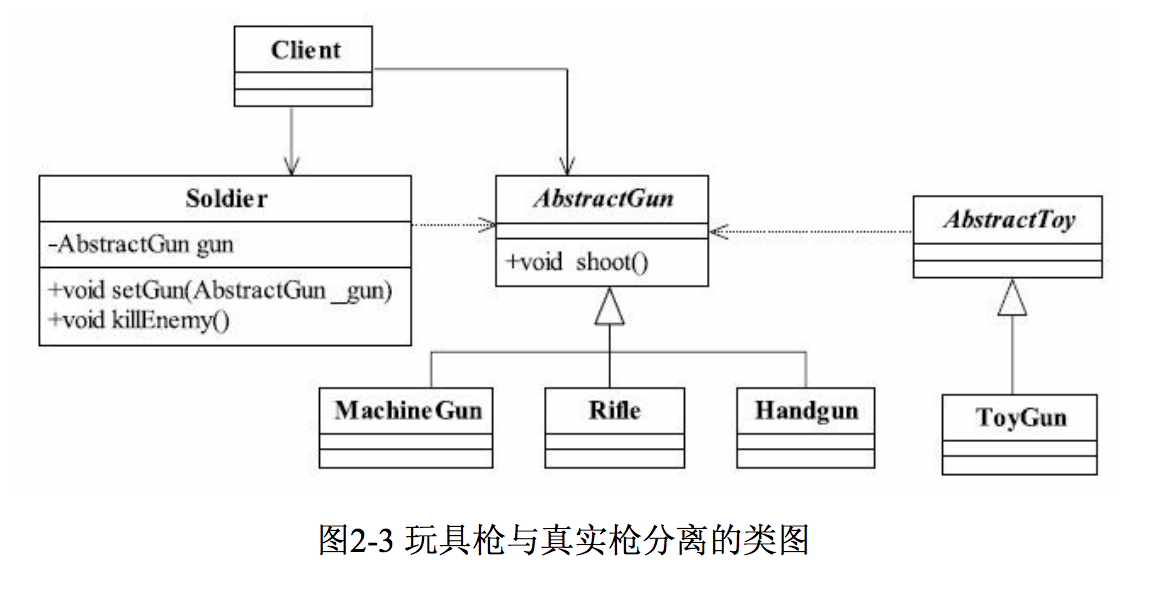 Client
Soldier
-AbstractGun gun
+void setGun(AbstractGun _gun)
+void killEnemy()
AbstractGun
+void shoot()
AbstractToy
MachineGun
Rifle
Handgun
ToyGun
图2-3 玩具枪与真实枪分离的类图